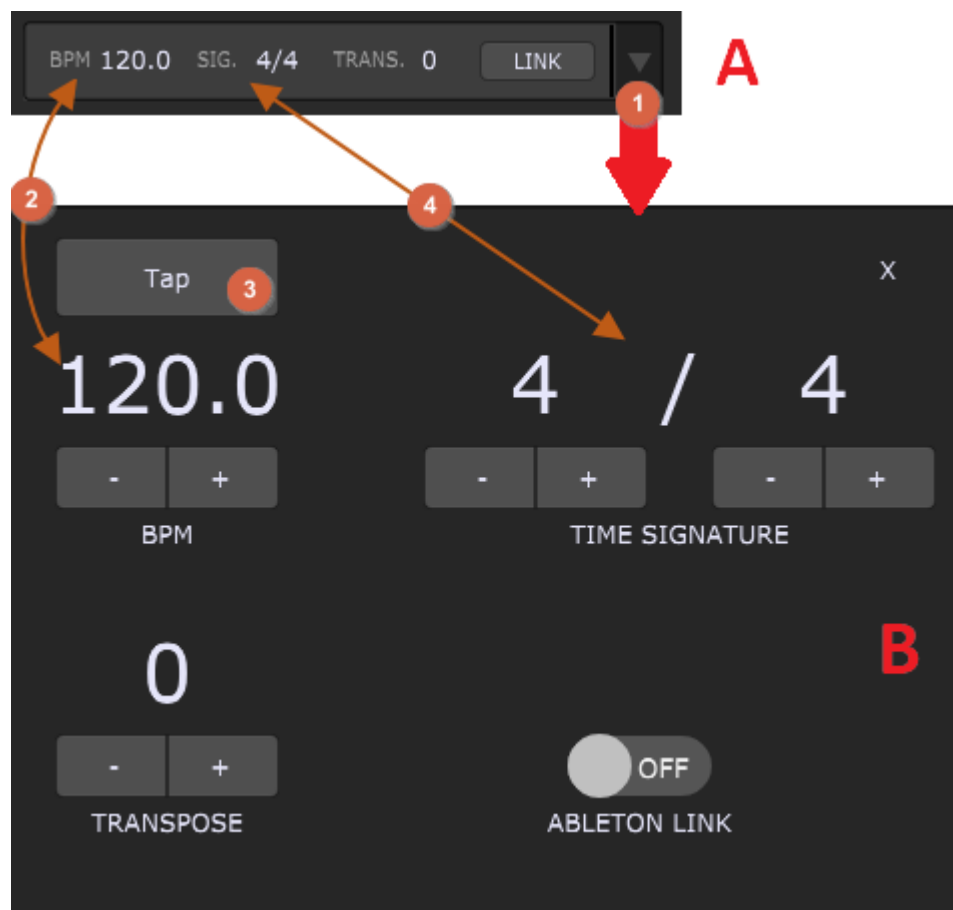 BPM 120.0 SIG. 4/4 TRANS. 0 LINK
A
1
2
4
Tap 3
X
120.0 4 / 4
- + - + - +
BPM TIME SIGNATURE
0
B
- + OFF
TRANSPOSE ABLETON LINK